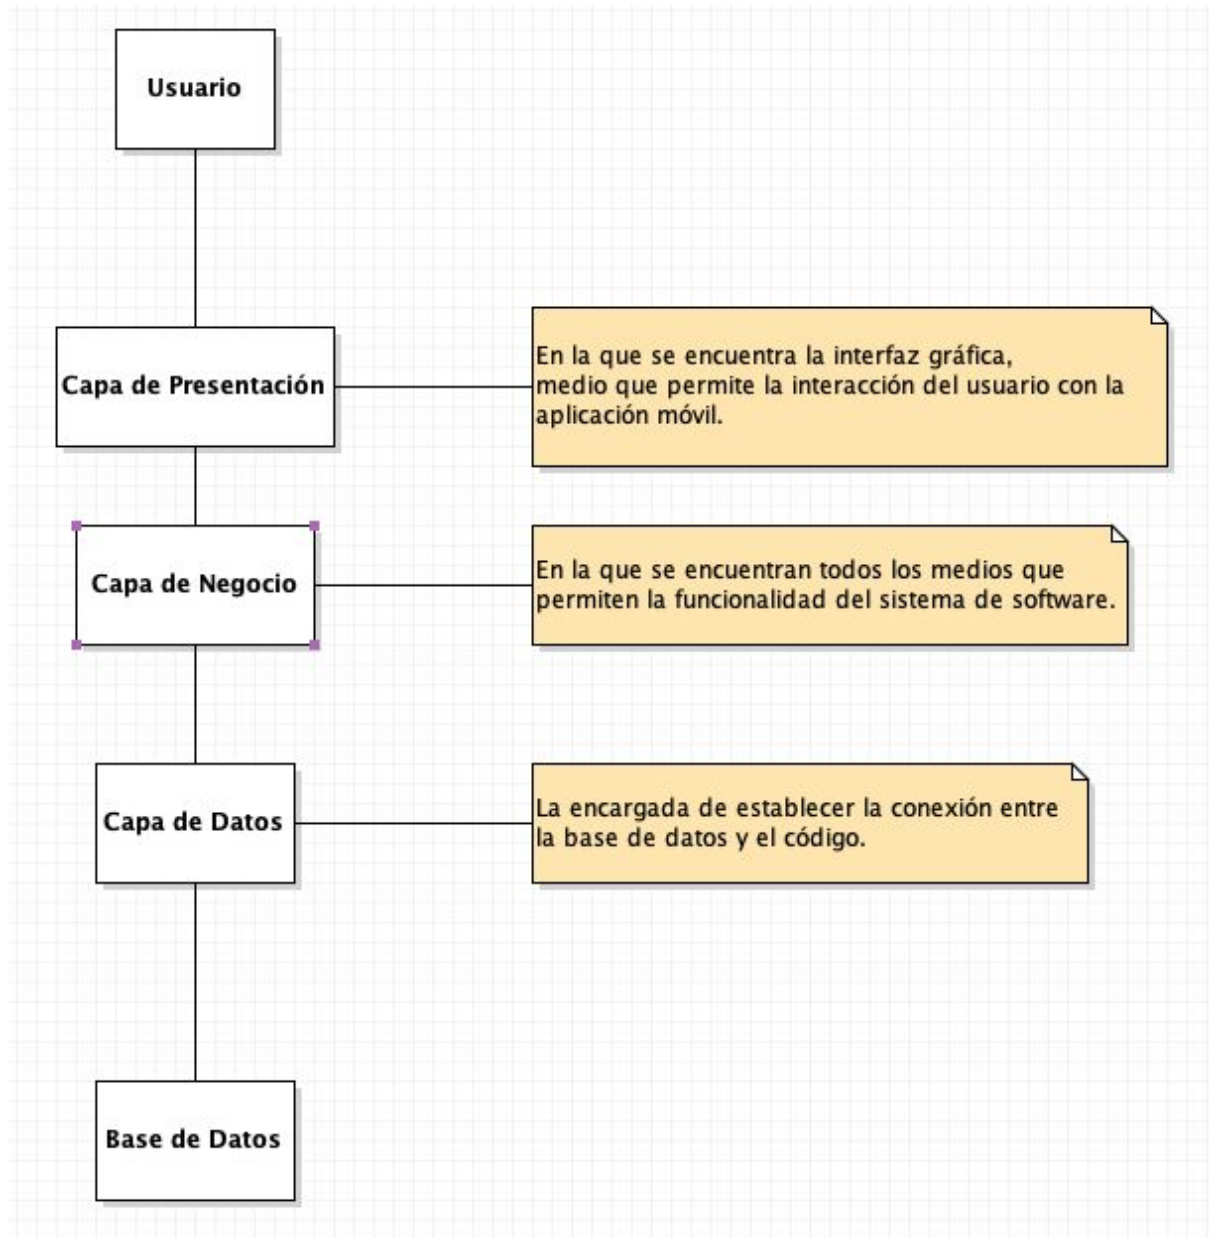 Usuario
Capa de Presentación
En la que se encuentra la interfaz gráfica,
medio que permite la interacción del usuario con la
aplicación móvil.
Capa de Negocio
En la que se encuentran todos los medios que
permiten la funcionalidad del sistema de software.
Capa de Datos
La encargada de establecer la conexión entre
la base de datos y el código.
Base de Datos